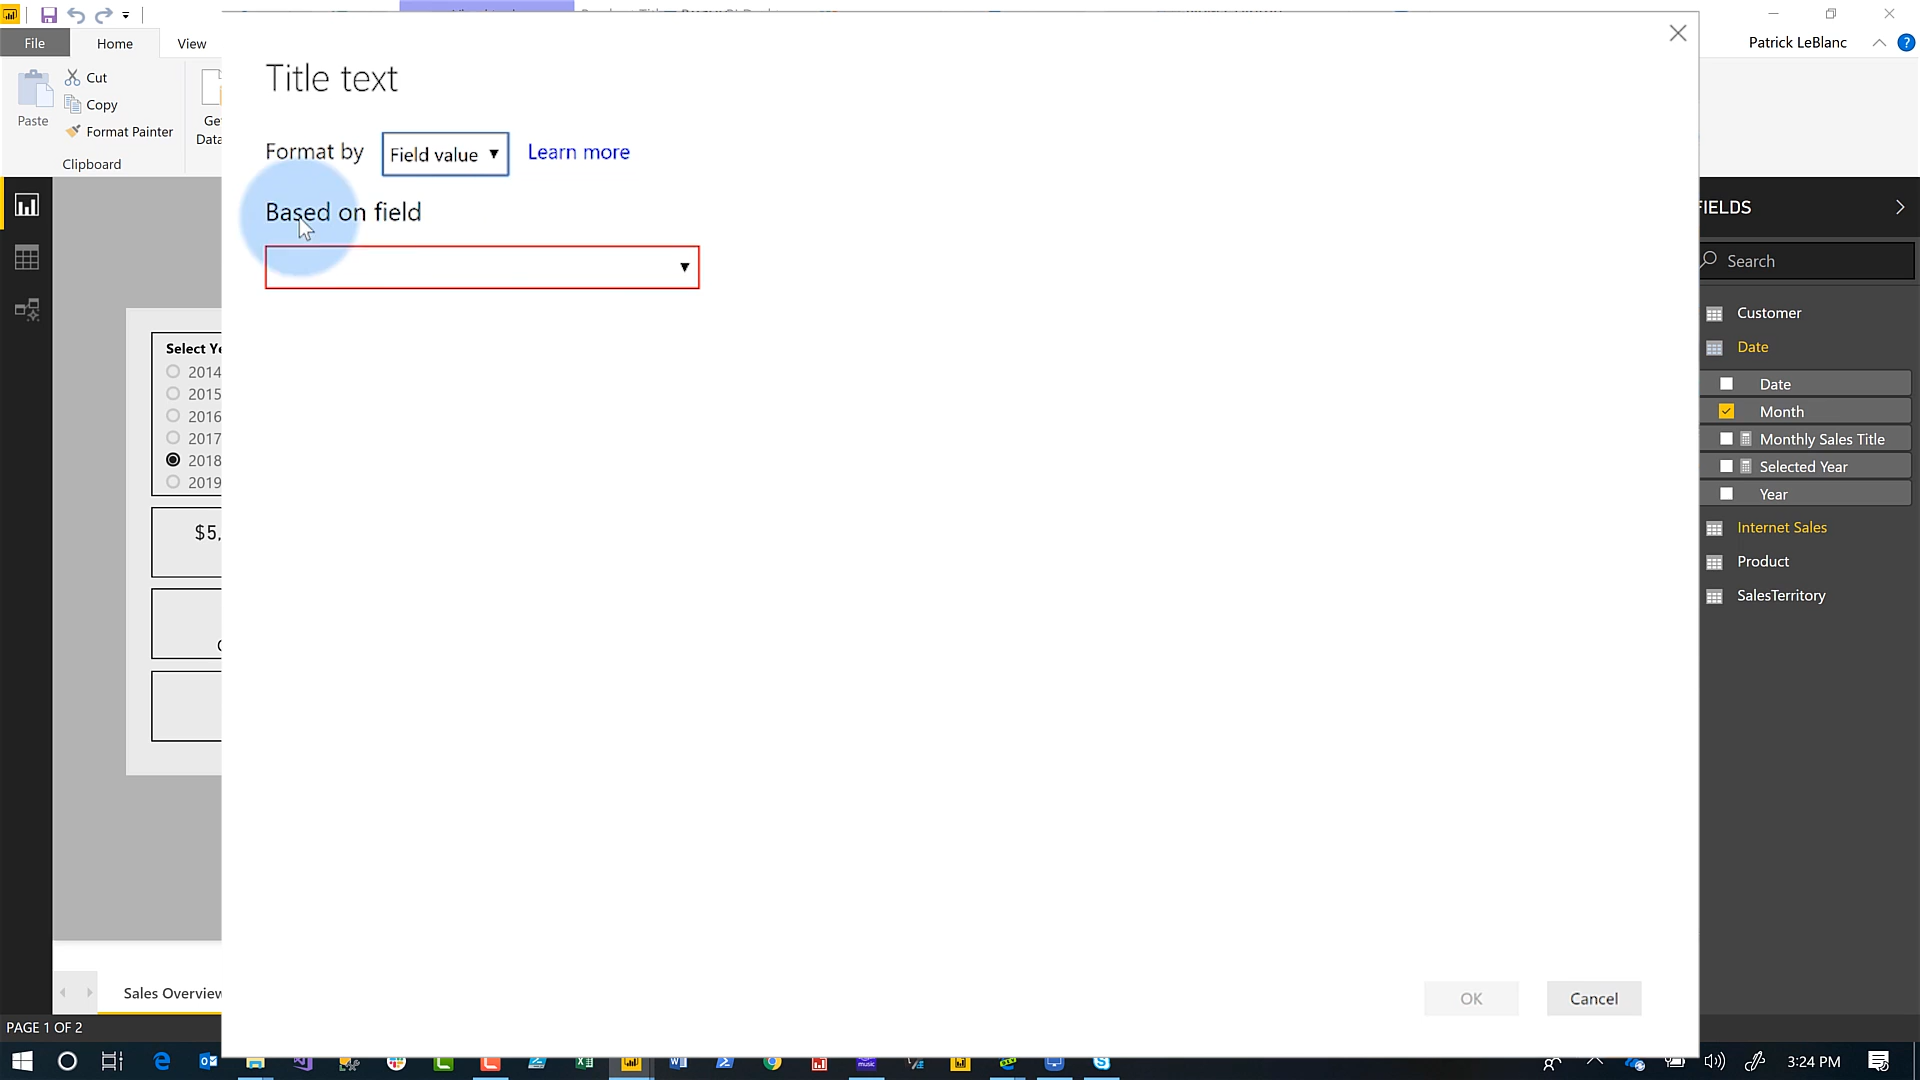 File
Home
View
Patrick LeBlanc
?
Paste
Cut
Copy
Format Painter
Clipboard
Data
Title text
Format by
Field value
Learn more
Based on field
OK
Cancel
Select
2014
2015
2016
2017
2018
2019
$5,
FIELDS
Search
Customer
Date
Date
Month
Monthly Sales Title
Selected Year
Year
Internet Sales
Product
SalesTerritory
Sales Overview
PAGE 1 OF 2
3:24 PM